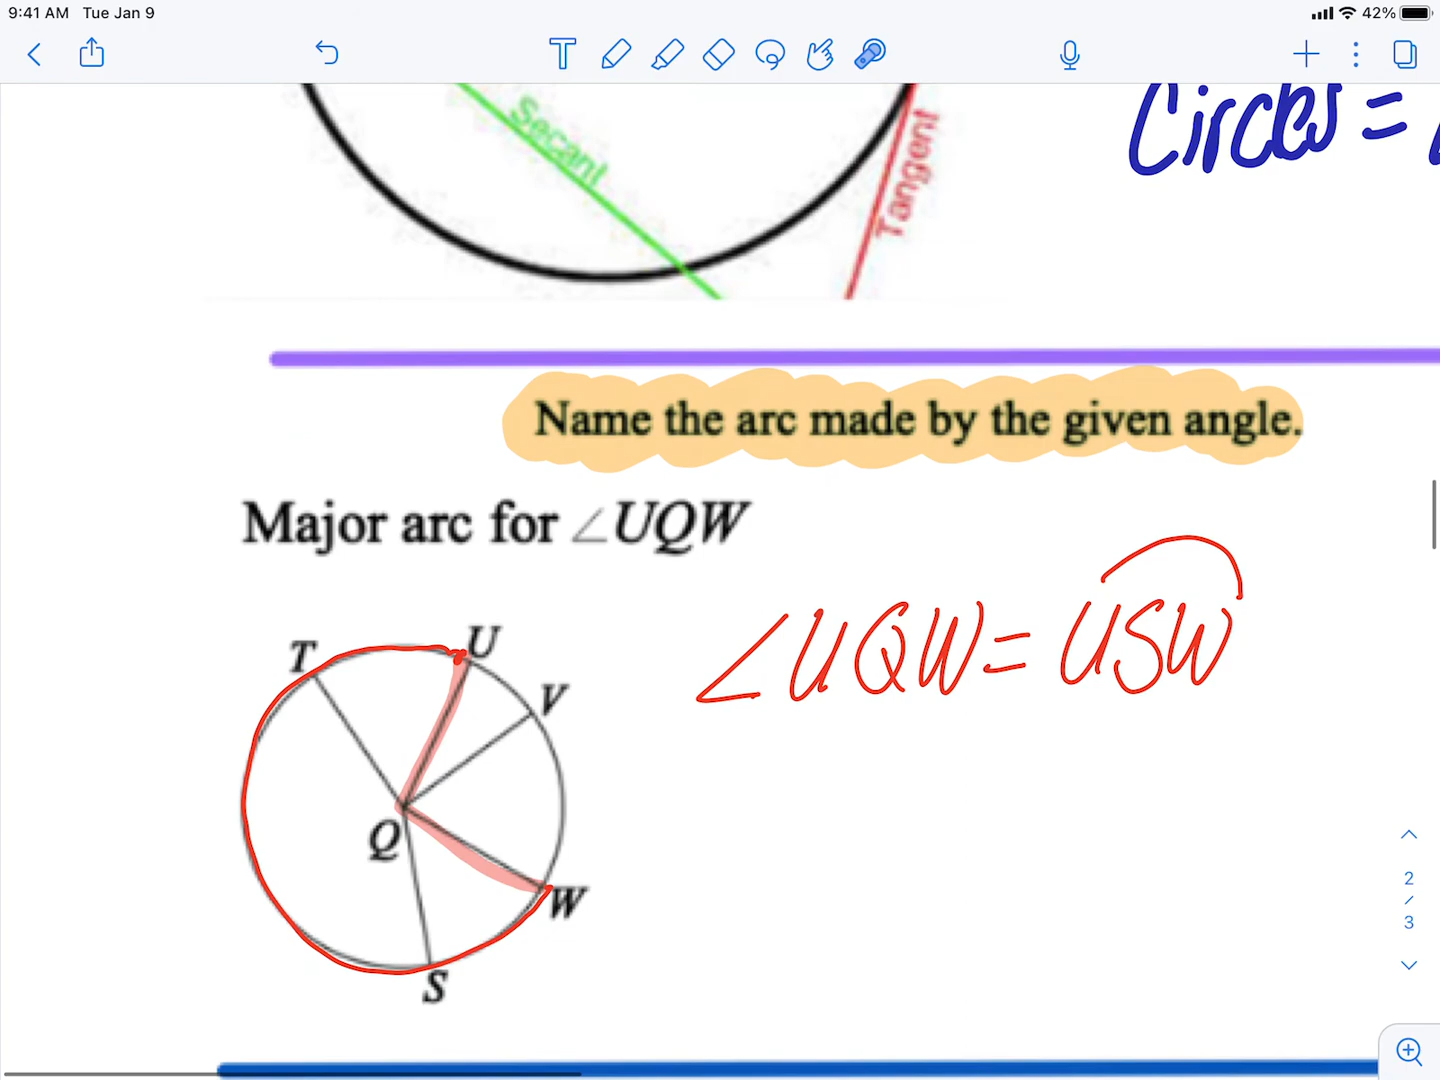 9:41 AM Tue Jan 9
42%
Secant
Tangent
Circles =
Name the arc made by the given angle.
Major arc for ∠UQW
∠UQW = USW
T
U
V
Q
W
S
2
/
3